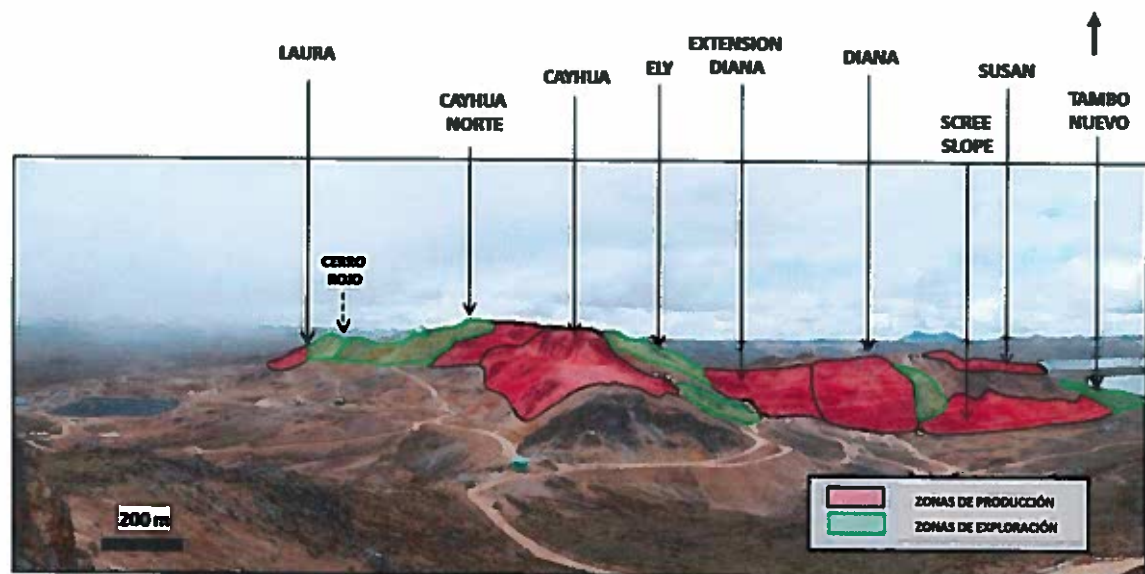 LAURA
CAYHUA
NORTE
CAYHUA
ELY
EXTENSION
DIANA
DIANA
SCREE
SLOPE
SUSAN
TAMBO
NUEVO
CERRO
ROJO
200 m
ZONAS DE PRODUCCIÓN
ZONAS DE EXPLORACIÓN